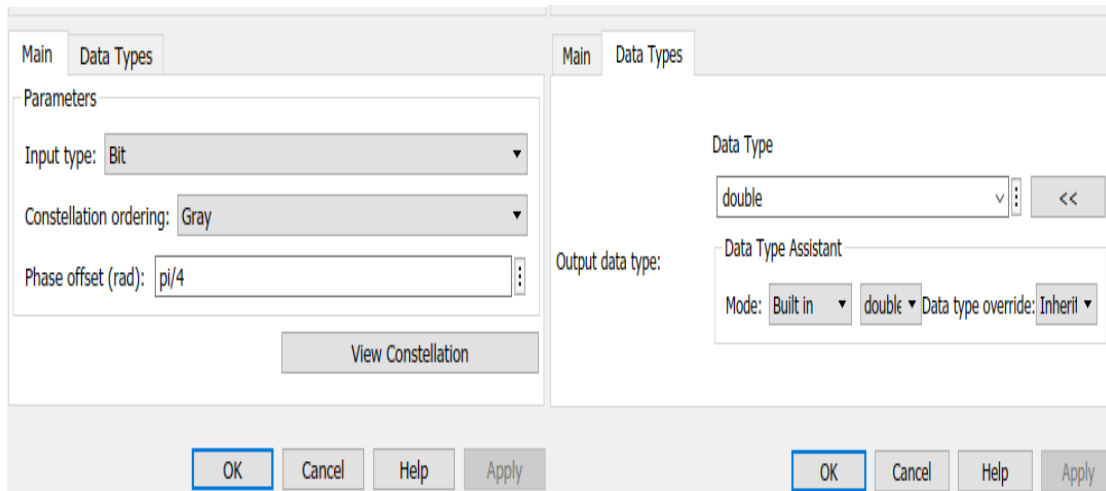 Main Data Types
Parameters
Input type: Bit
Constellation ordering: Gray
Phase offset (rad): pi/4
View Constellation
OK Cancel Help Apply
Main Data Types
Data Type
double <<
Output data type:
Data Type Assistant
Mode: Built in double Data type override: Inherit
OK Cancel Help Apply